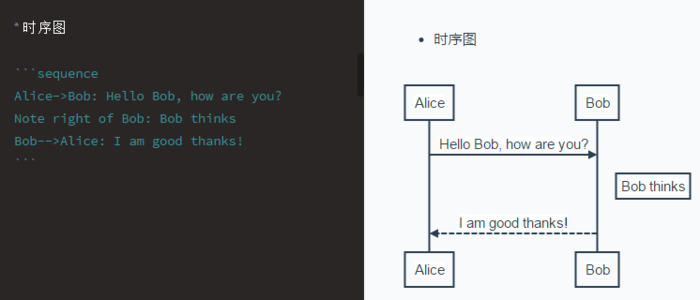 * 时序图
```sequence
Alice->Bob: Hello Bob, how are you?
Note right of Bob: Bob thinks
Bob-->Alice: I am good thanks!
```
• 时序图
Alice
Bob
Hello Bob, how are you?
Bob thinks
I am good thanks!
Alice
Bob